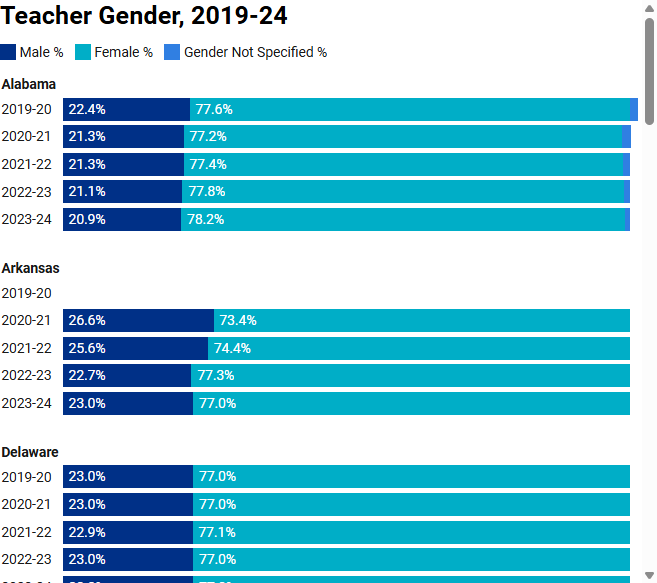 Teacher Gender, 2019-24
Male % Female % Gender Not Specified %
Alabama
2019-20 22.4% 77.6%
2020-21 21.3% 77.2%
2021-22 21.3% 77.4%
2022-23 21.1% 77.8%
2023-24 20.9% 78.2%
Arkansas
2019-20
2020-21 26.6% 73.4%
2021-22 25.6% 74.4%
2022-23 22.7% 77.3%
2023-24 23.0% 77.0%
Delaware
2019-20 23.0% 77.0%
2020-21 23.0% 77.0%
2021-22 22.9% 77.1%
2022-23 23.0% 77.0%